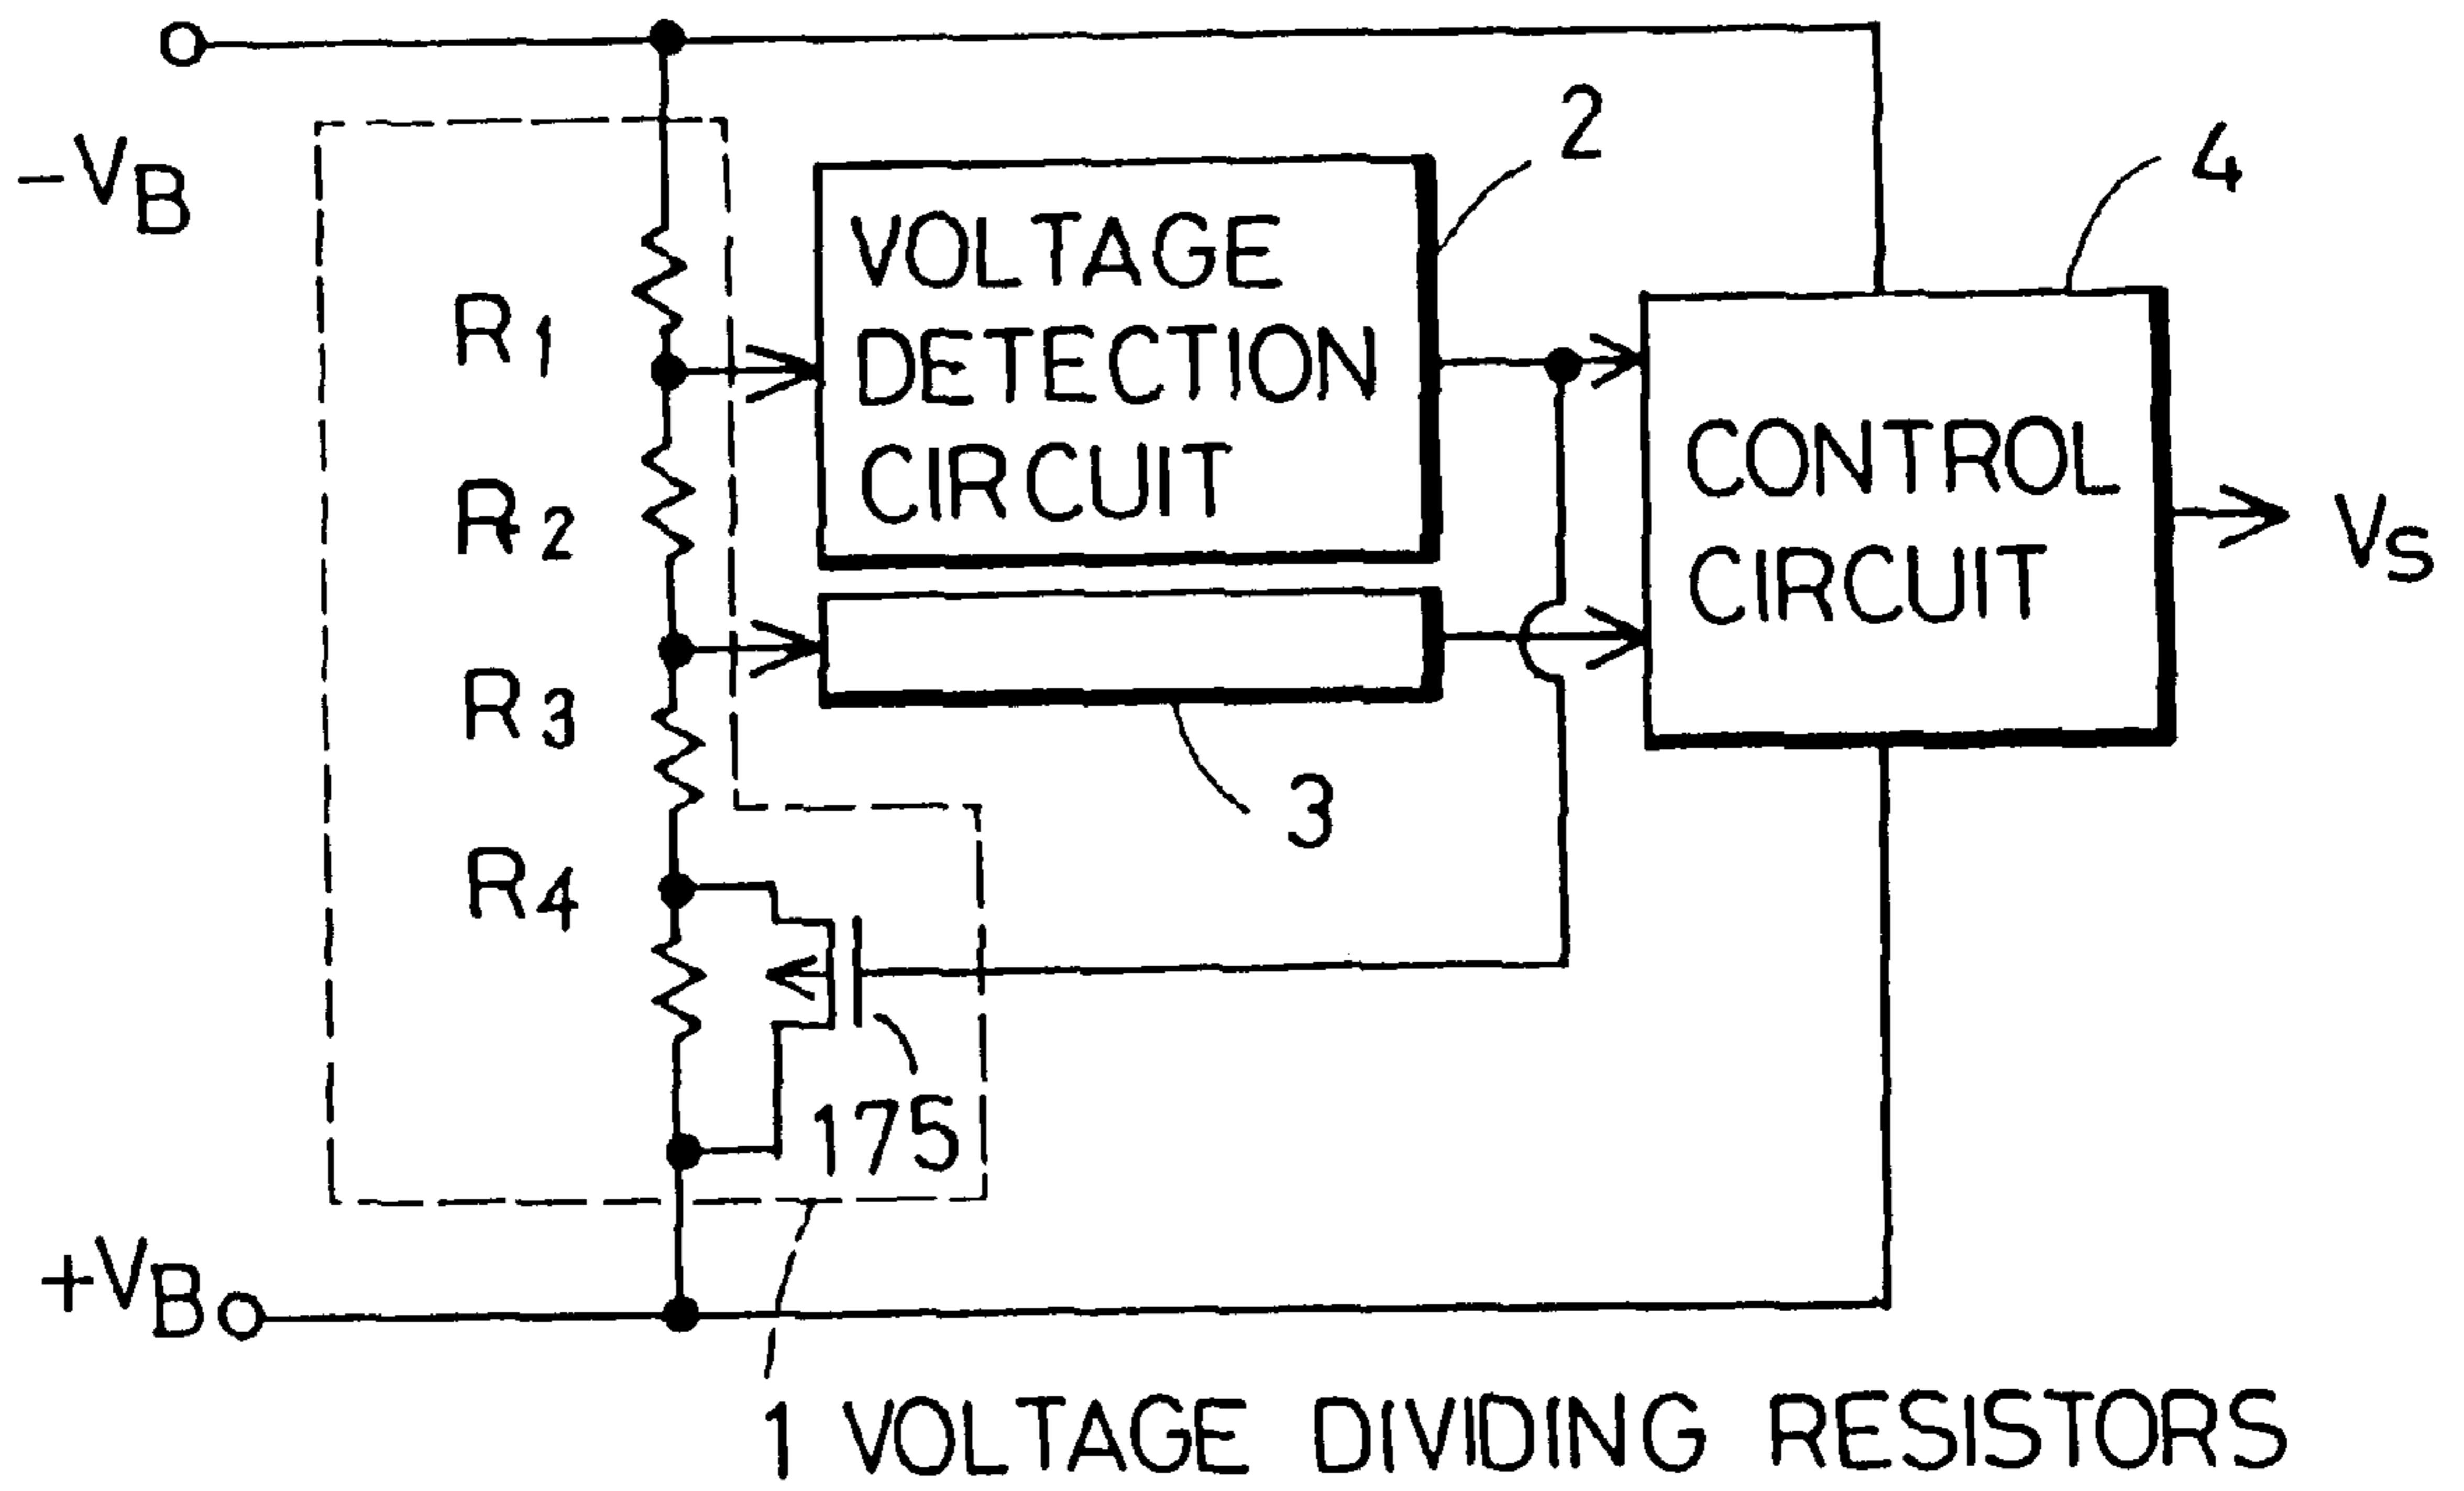 -VB
2
4
VOLTAGE
DETECTION
CIRCUIT
R1
R2
CONTROL
CIRCUIT
VS
R3
3
R4
175
+VB
1 VOLTAGE DIVIDING RESISTORS